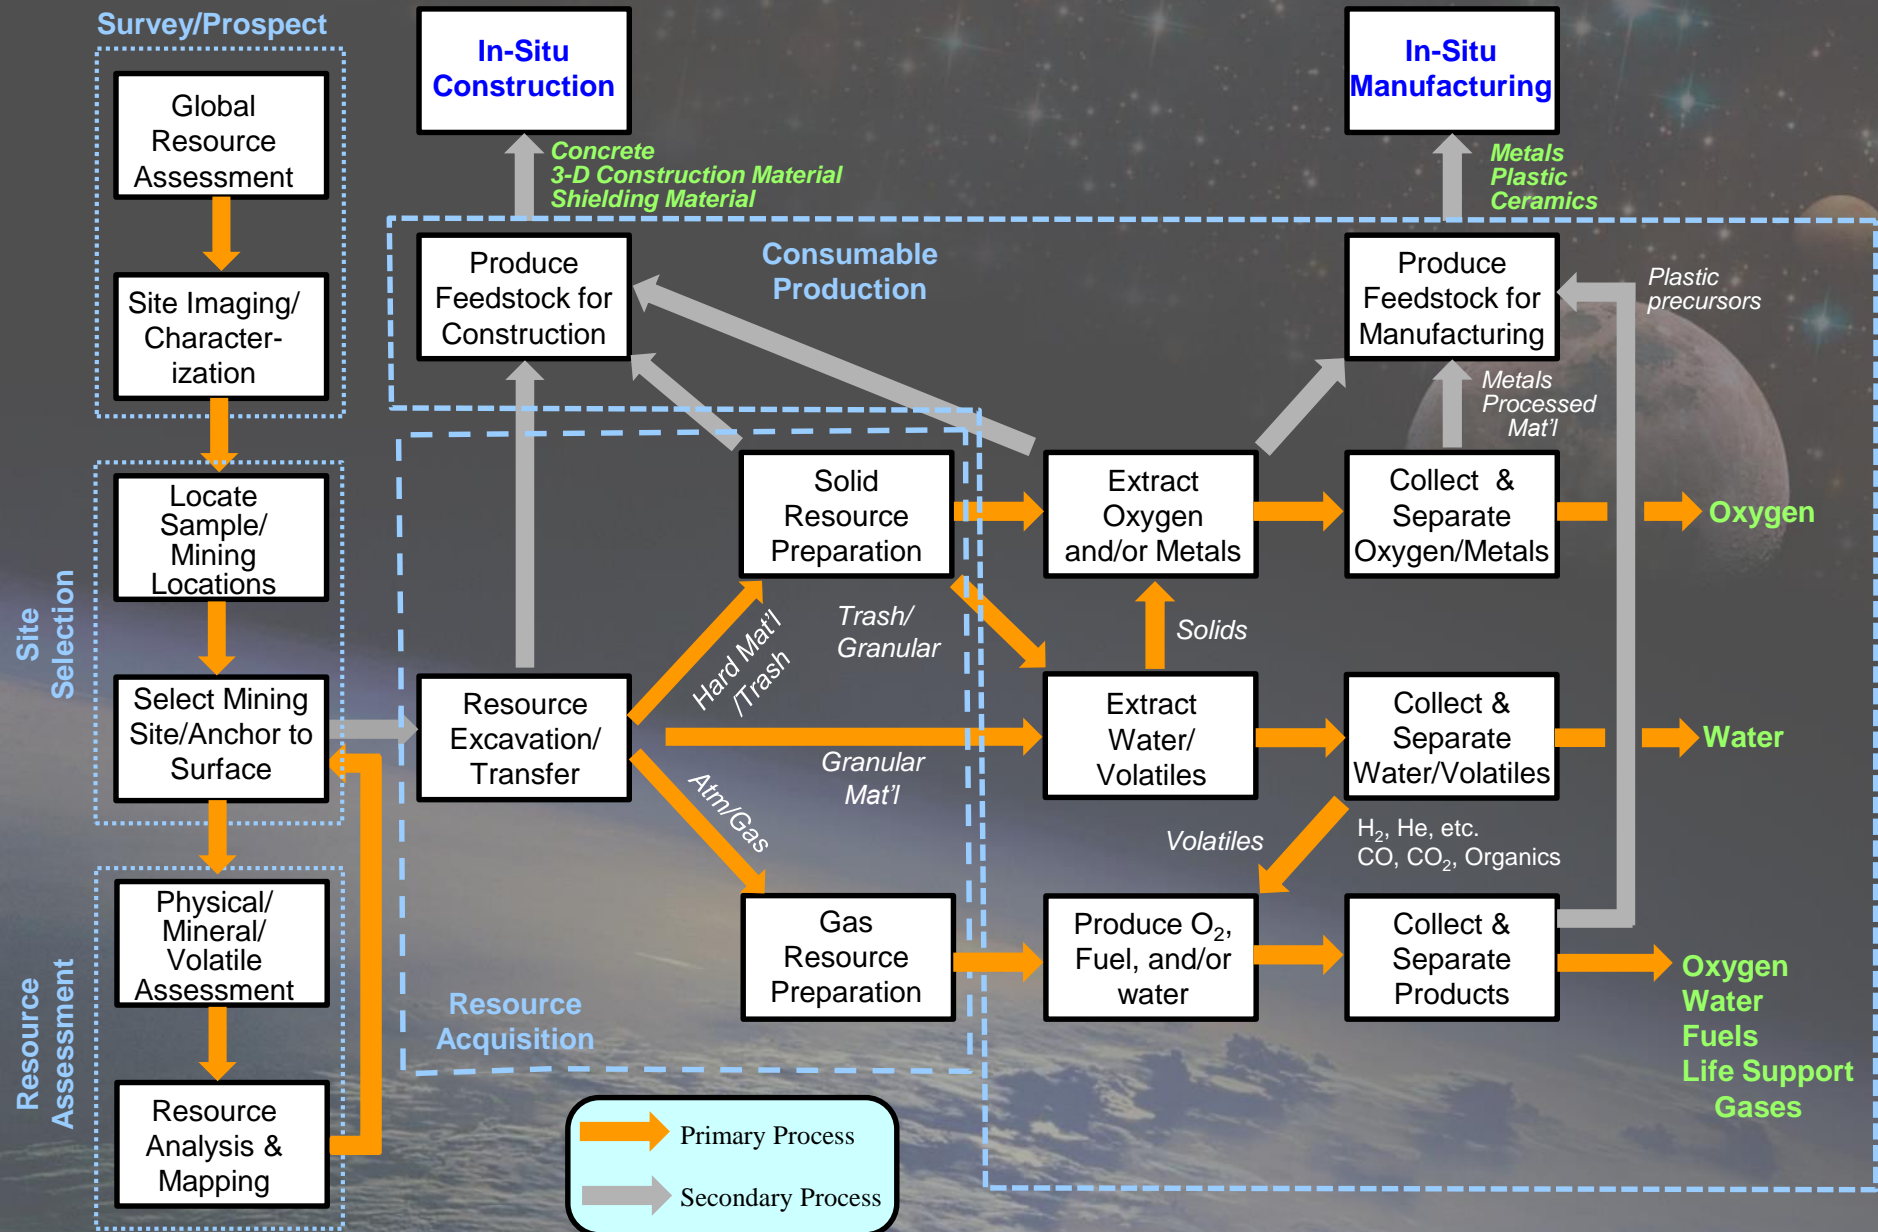 Survey/Prospect
Global
Resource
Assessment
Site Imaging/
Character-
ization
Site
Selection
Locate
Sample/
Mining
Locations
Select Mining
Site/Anchor to
Surface
Resource
Assessment
Physical/
Mineral/
Volatile
Assessment
Resource
Analysis &
Mapping
In-Situ
Construction
Concrete
3-D Construction Material
Shielding Material
In-Situ
Manufacturing
Metals
Plastic
Ceramics
Consumable
Production
Produce
Feedstock for
Construction
Produce
Feedstock for
Manufacturing
Plastic
precursors
Metals
Processed
Mat'l
Solid
Resource
Preparation
Extract
Oxygen
and/or Metals
Collect &
Separate
Oxygen/Metals
Oxygen
Hard Mat'l
/Trash
Trash/
Granular
Solids
Resource
Excavation/
Transfer
Granular
Mat'l
Extract
Water/
Volatiles
Collect &
Separate
Water/Volatiles
Water
Atm/Gas
Volatiles
H2, He, etc.
CO, CO2, Organics
Gas
Resource
Preparation
Produce O2,
Fuel, and/or
water
Collect &
Separate
Products
Oxygen
Water
Fuels
Life Support
Gases
Resource
Acquisition
Primary Process
Secondary Process